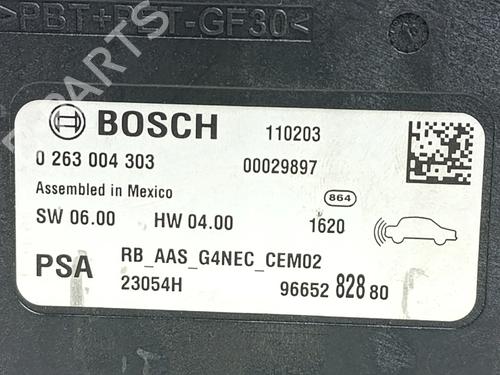 >PBT+PET-GF30<
BOSCH 110203
0 263 004 303 00029897
Assembled in Mexico 864
SW 06.00 HW 04.00 1620
PSA RB_AAS_G4NEC_CEM02
23054H 96652 828 80